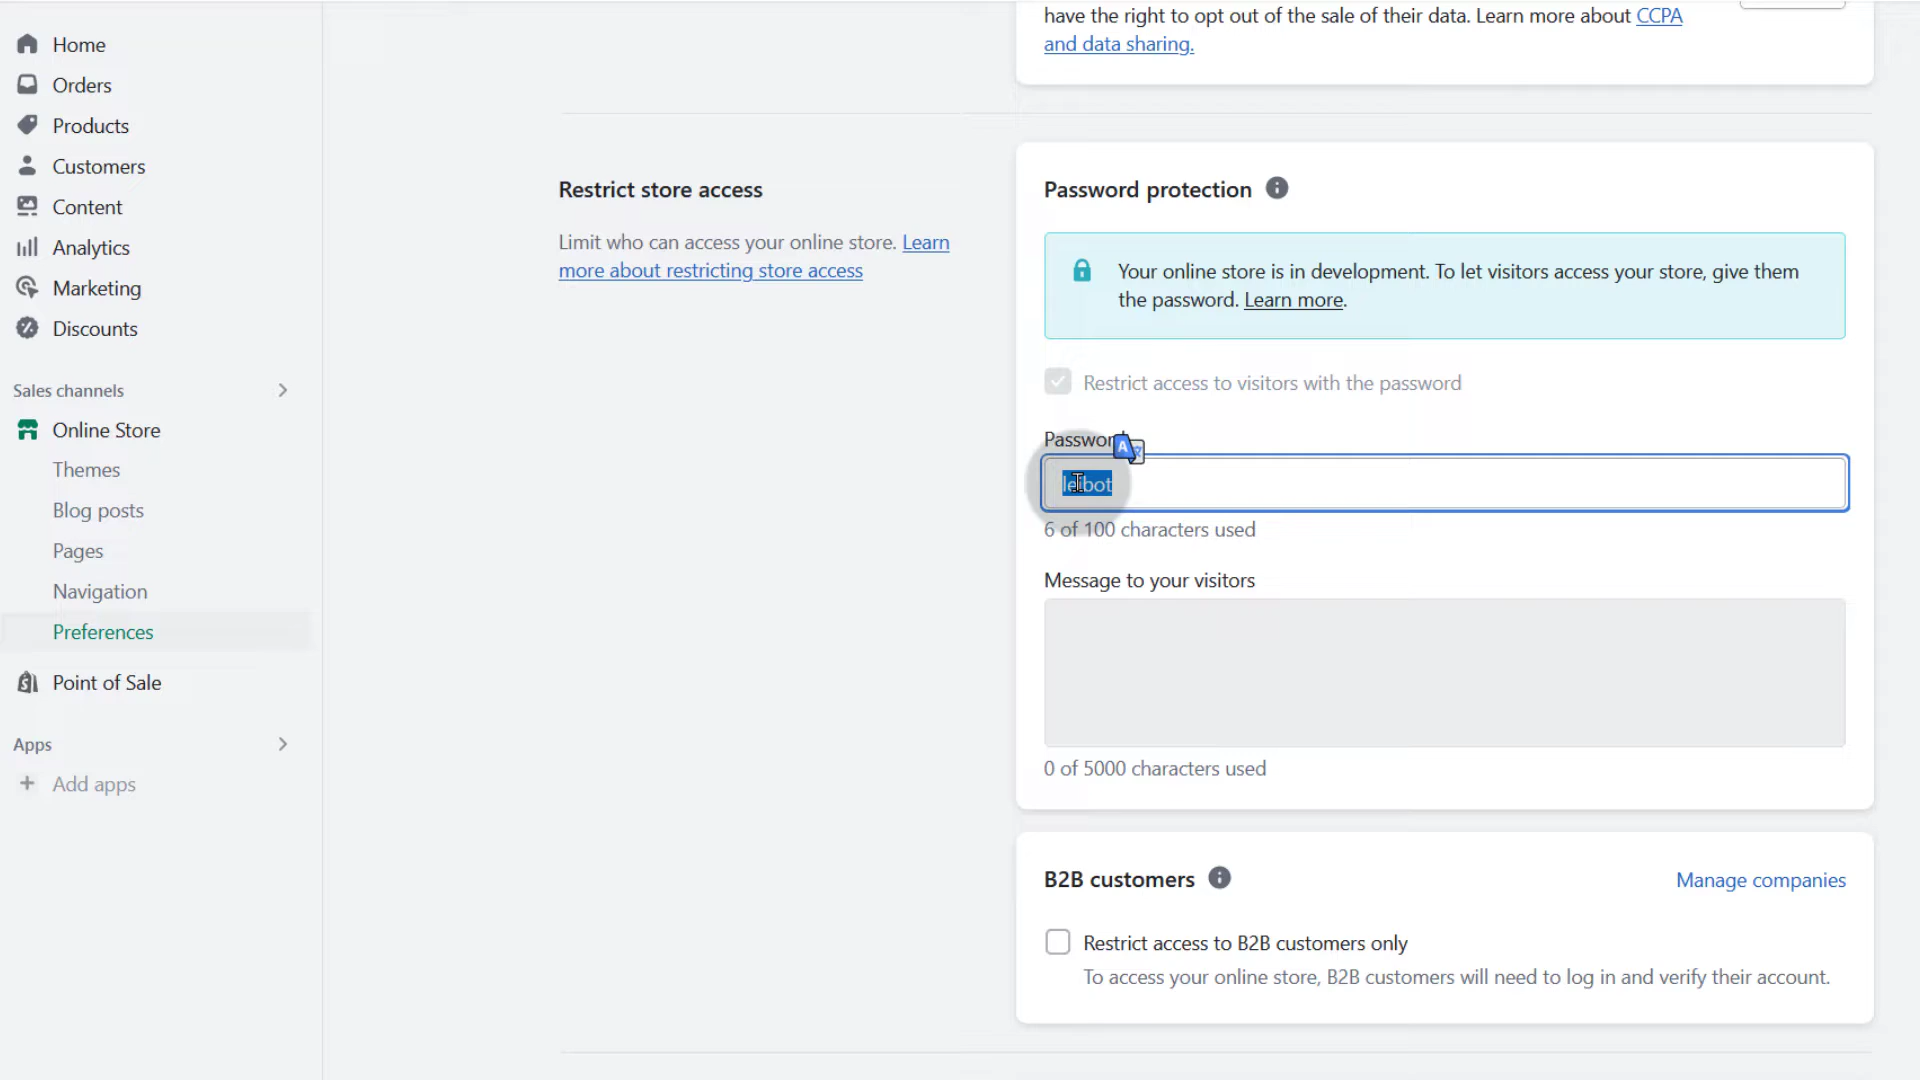 have the right to opt out of the sale of their data. Learn more about CCPA
and data sharing.
Home
Orders
Products
Customers
Content
Analytics
Marketing
Discounts
Sales channels
Online Store
Themes
Blog posts
Pages
Navigation
Preferences
Point of Sale
Apps
Add apps
Restrict store access
Limit who can access your online store. Learn
more about restricting store access
Password protection
Your online store is in development. To let visitors access your store, give them
the password. Learn more.
Restrict access to visitors with the password
Password
6 of 100 characters used
Message to your visitors
0 of 5000 characters used
B2B customers
Manage companies
Restrict access to B2B customers only
To access your online store, B2B customers will need to log in and verify their account.